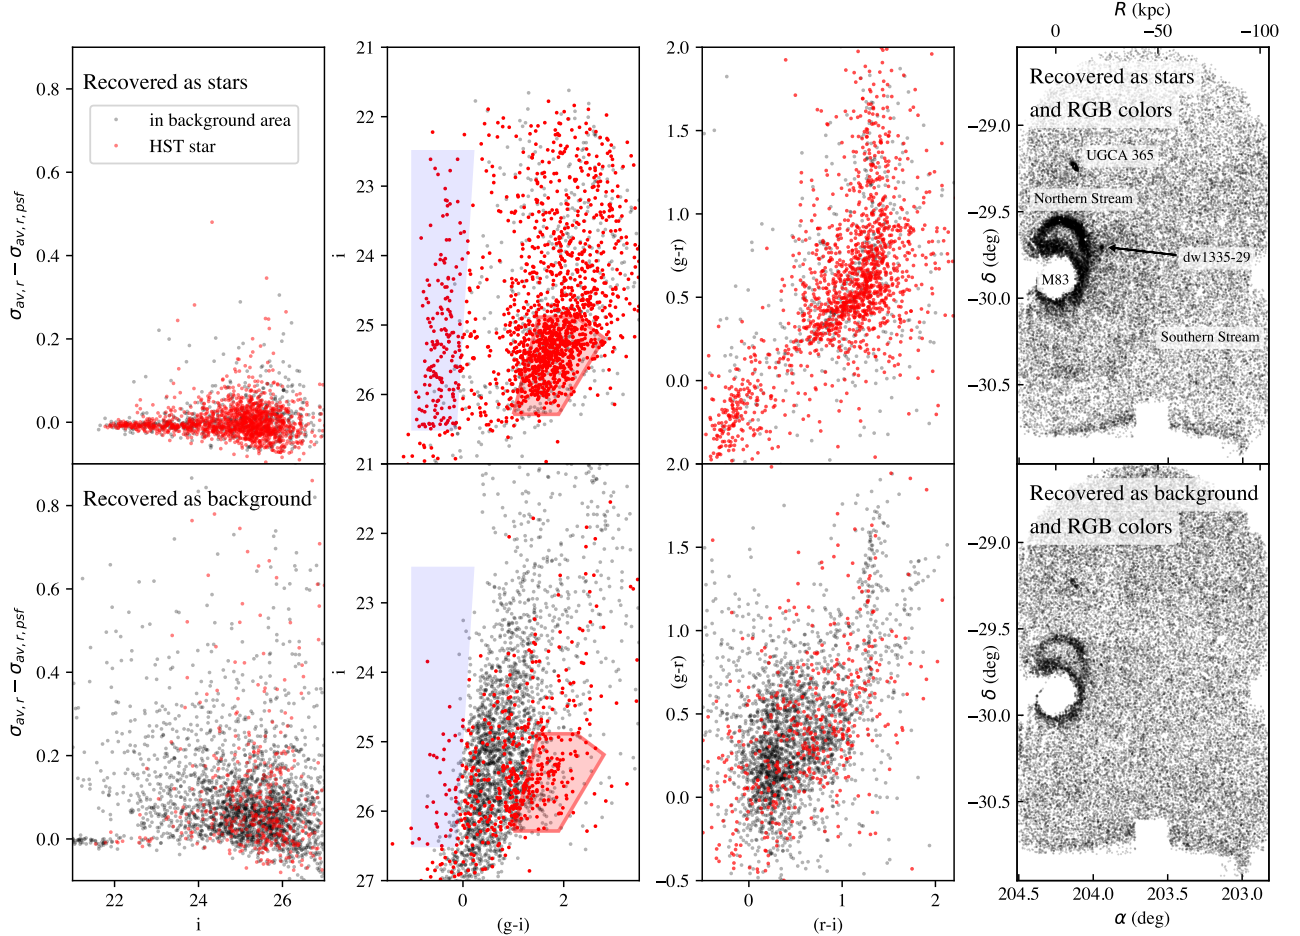 R (kpc)
0 −50 −100
21
2.0
0.8
0.6
0.4
0.2
0.0
σav,r − σav,r,psf
Recovered as stars
in background area
HST star
22
23
24
25
26
i
1.5
1.0
0.5
0.0
(g-r)
−29.0
−29.5
−30.0
−30.5
δ (deg)
Recovered as stars
and RGB colors
UGCA 365
Northern Stream
dw1335-29
M83
Southern Stream
21
2.0
0.8
0.6
0.4
0.2
0.0
σav,r − σav,r,psf
Recovered as background
22
23
24
25
26
27
i
1.5
1.0
0.5
0.0
−0.5
(g-r)
−29.0
−29.5
−30.0
−30.5
δ (deg)
Recovered as background
and RGB colors
22 24 26
i
0 2
(g-i)
0 1 2
(r-i)
204.5 204.0 203.5 203.0
α (deg)